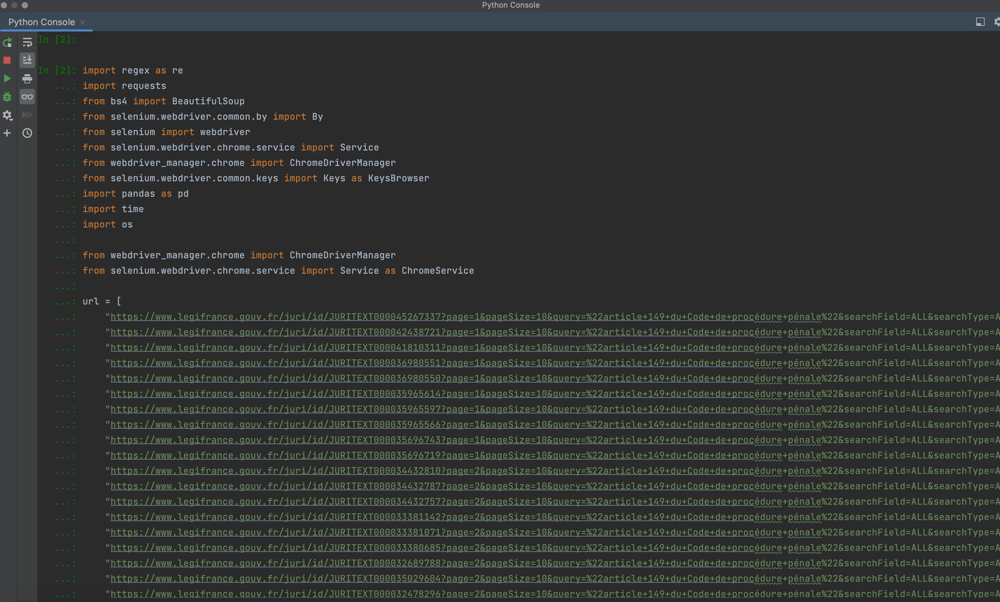 Python Console
Python Console
In [2]:
In [2]: import regex as re
...: import requests
...: from bs4 import BeautifulSoup
...: from selenium.webdriver.common.by import By
...: from selenium import webdriver
...: from selenium.webdriver.chrome.service import Service
...: from webdriver_manager.chrome import ChromeDriverManager
...: from selenium.webdriver.common.keys import Keys as KeysBrowser
...: import pandas as pd
...: import time
...: import os
...:
...: from webdriver_manager.chrome import ChromeDriverManager
...: from selenium.webdriver.chrome.service import Service as ChromeService
...:
...: url = [
...: "https://www.legifrance.gouv.fr/juri/id/JURITEXT000045267337?page=1&pageSize=10&query=%22article+149+du+Code+de+procédure+pénale%22&searchField=ALL&searchType=A
...: "https://www.legifrance.gouv.fr/juri/id/JURITEXT000042438721?page=1&pageSize=10&query=%22article+149+du+Code+de+procédure+pénale%22&searchField=ALL&searchType=A
...: "https://www.legifrance.gouv.fr/juri/id/JURITEXT000041810311?page=1&pageSize=10&query=%22article+149+du+Code+de+procédure+pénale%22&searchField=ALL&searchType=A
...: "https://www.legifrance.gouv.fr/juri/id/JURITEXT000036980551?page=1&pageSize=10&query=%22article+149+du+Code+de+procédure+pénale%22&searchField=ALL&searchType=A
...: "https://www.legifrance.gouv.fr/juri/id/JURITEXT000036980550?page=1&pageSize=10&query=%22article+149+du+Code+de+procédure+pénale%22&searchField=ALL&searchType=A
...: "https://www.legifrance.gouv.fr/juri/id/JURITEXT000035965614?page=1&pageSize=10&query=%22article+149+du+Code+de+procédure+pénale%22&searchField=ALL&searchType=A
...: "https://www.legifrance.gouv.fr/juri/id/JURITEXT000035965597?page=1&pageSize=10&query=%22article+149+du+Code+de+procédure+pénale%22&searchField=ALL&searchType=A
...: "https://www.legifrance.gouv.fr/juri/id/JURITEXT000035965566?page=1&pageSize=10&query=%22article+149+du+Code+de+procédure+pénale%22&searchField=ALL&searchType=A
...: "https://www.legifrance.gouv.fr/juri/id/JURITEXT000035696743?page=1&pageSize=10&query=%22article+149+du+Code+de+procédure+pénale%22&searchField=ALL&searchType=A
...: "https://www.legifrance.gouv.fr/juri/id/JURITEXT000035696719?page=1&pageSize=10&query=%22article+149+du+Code+de+procédure+pénale%22&searchField=ALL&searchType=A
...: "https://www.legifrance.gouv.fr/juri/id/JURITEXT000034432810?page=2&pageSize=10&query=%22article+149+du+Code+de+procédure+pénale%22&searchField=ALL&searchType=A
...: "https://www.legifrance.gouv.fr/juri/id/JURITEXT000034432787?page=2&pageSize=10&query=%22article+149+du+Code+de+procédure+pénale%22&searchField=ALL&searchType=A
...: "https://www.legifrance.gouv.fr/juri/id/JURITEXT000034432757?page=2&pageSize=10&query=%22article+149+du+Code+de+procédure+pénale%22&searchField=ALL&searchType=A
...: "https://www.legifrance.gouv.fr/juri/id/JURITEXT000033381142?page=2&pageSize=10&query=%22article+149+du+Code+de+procédure+pénale%22&searchField=ALL&searchType=A
...: "https://www.legifrance.gouv.fr/juri/id/JURITEXT000033381071?page=2&pageSize=10&query=%22article+149+du+Code+de+procédure+pénale%22&searchField=ALL&searchType=A
...: "https://www.legifrance.gouv.fr/juri/id/JURITEXT000033380685?page=2&pageSize=10&query=%22article+149+du+Code+de+procédure+pénale%22&searchField=ALL&searchType=A
...: "https://www.legifrance.gouv.fr/juri/id/JURITEXT000032689788?page=2&pageSize=10&query=%22article+149+du+Code+de+procédure+pénale%22&searchField=ALL&searchType=A
...: "https://www.legifrance.gouv.fr/juri/id/JURITEXT000035029604?page=2&pageSize=10&query=%22article+149+du+Code+de+procédure+pénale%22&searchField=ALL&searchType=A
...: "https://www.legifrance.gouv.fr/juri/id/JURITEXT000032478296?page=2&pageSize=10&query=%22article+149+du+Code+de+procédure+pénale%22&searchField=ALL&searchType=A